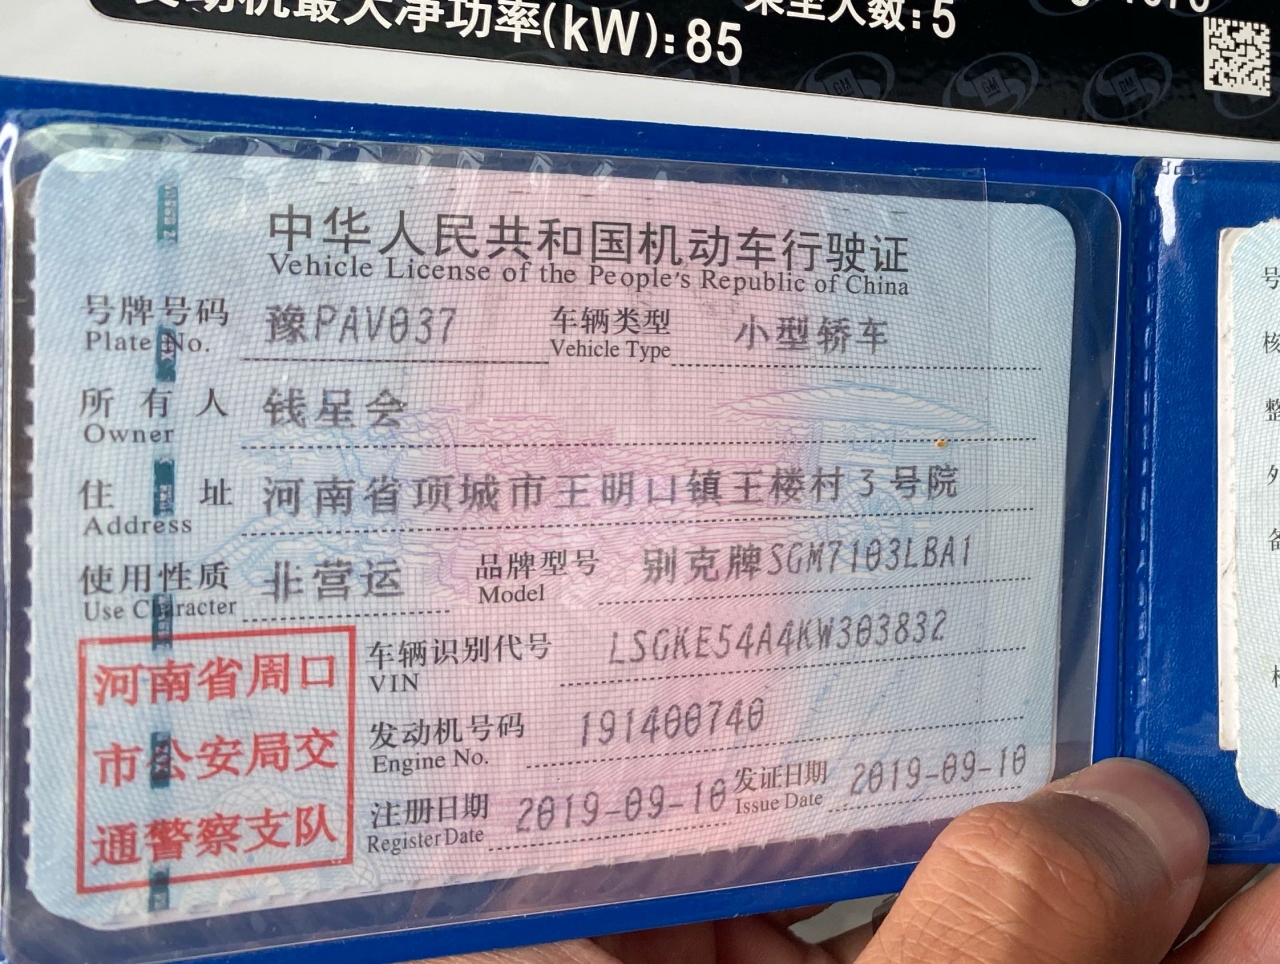 发动机最大净功率(kW):85
乘坐人数:5
中华人民共和国机动车行驶证
Vehicle License of the People's Republic of China
号牌号码 豫PAV037 车辆类型 小型轿车
Plate No. Vehicle Type
所有人 钱星会
Owner
住址 河南省项城市王明口镇王楼村3号院
Address
使用性质 非营运 品牌型号 别克牌SGM7103LBA1
Use Character Model
河南省周口
市公安局交
通警察支队
车辆识别代号 LSGKE54A4KW303832
VIN
发动机号码 191400740
Engine No.
注册日期 2019-09-10 发证日期 2019-09-10
Register Date Issue Date
号
核
整
外
备